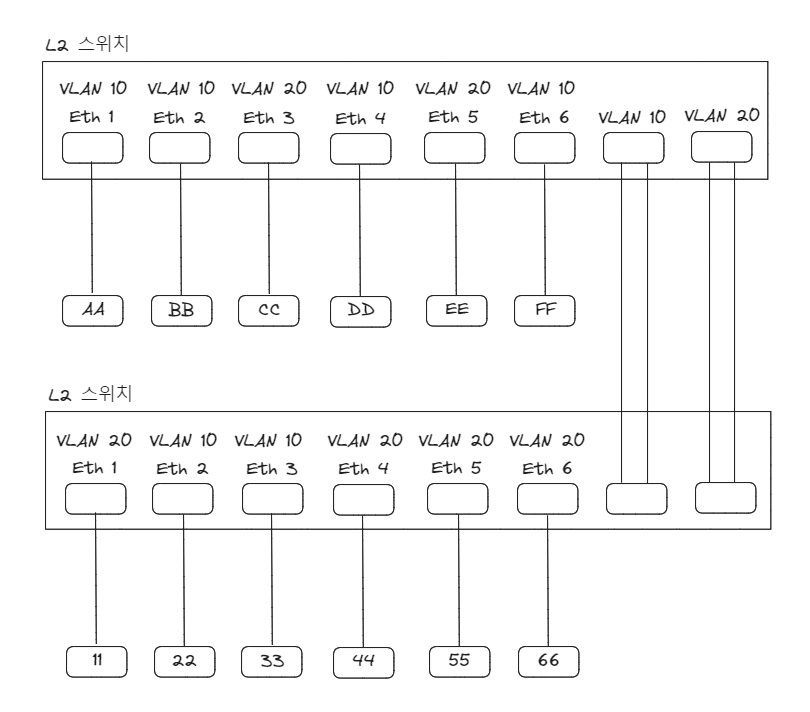 L2 스위치
VLAN 10 VLAN 10 VLAN 20 VLAN 10 VLAN 20 VLAN 10
Eth 1 Eth 2 Eth 3 Eth 4 Eth 5 Eth 6 VLAN 10 VLAN 20
AA BB CC DD EE FF
L2 스위치
VLAN 20 VLAN 10 VLAN 10 VLAN 20 VLAN 20 VLAN 20
Eth 1 Eth 2 Eth 3 Eth 4 Eth 5 Eth 6
11 22 33 44 55 66